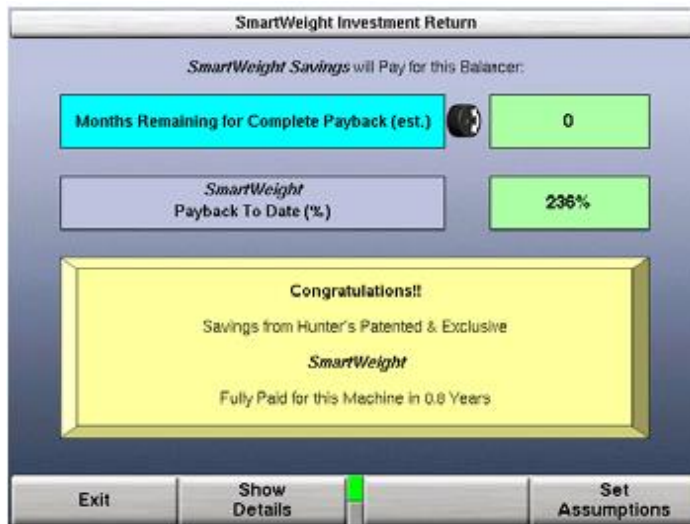 SmartWeight Investment Return
SmartWeight Savings will Pay for this Balancer:
Months Remaining for Complete Payback (est.)
0
SmartWeight
Payback To Date (%)
236%
Congratulations!!
Savings from Hunter's Patented & Exclusive
SmartWeight
Fully Paid for this Machine in 0.8 Years
Exit
Show
Details
Set
Assumptions